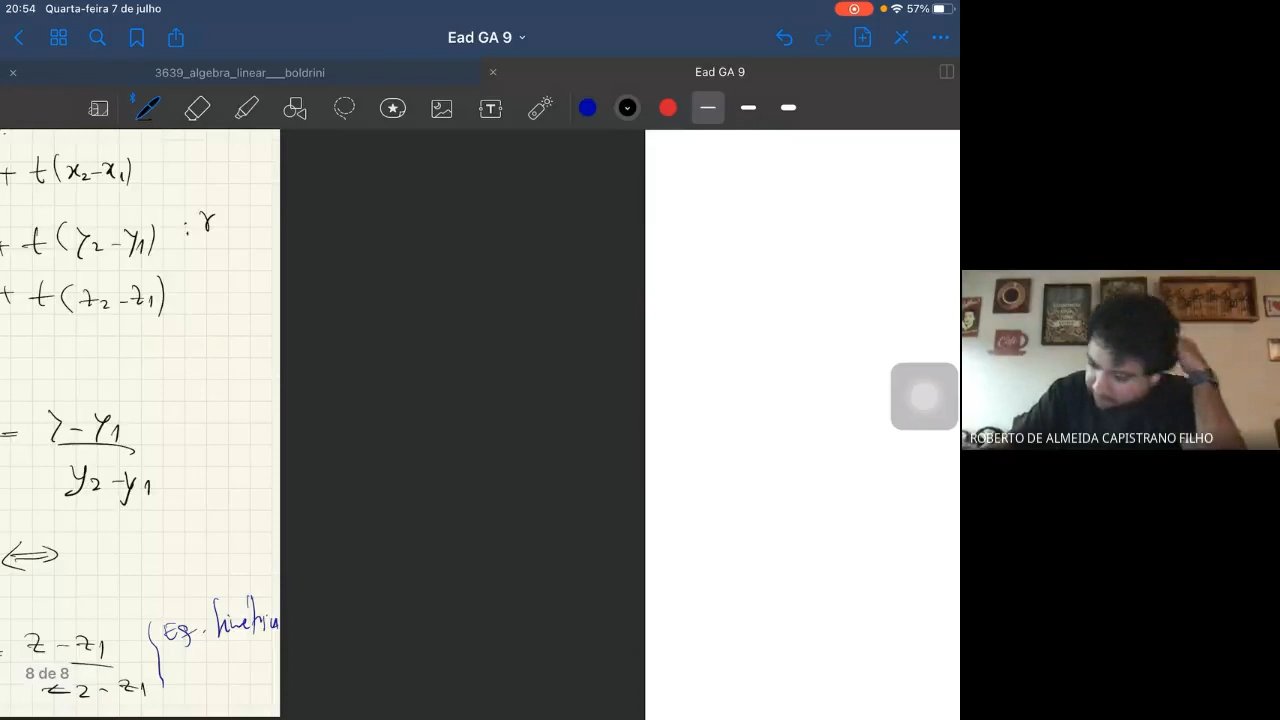 20:54 Quarta-feira 7 de julho
57%
Ead GA 9
3639_algebra_linear___boldrini
Ead GA 9
T
+ t(x₂-x₁)
+ t(y₂-y₁) : r
+ t(z₂-z₁)
= y-y₁
y₂-y₁
⟺
z-z₁
z₂-z₁
Eq.
8 de 8
ROBERTO DE ALMEIDA CAPISTRANO FILHO
Café